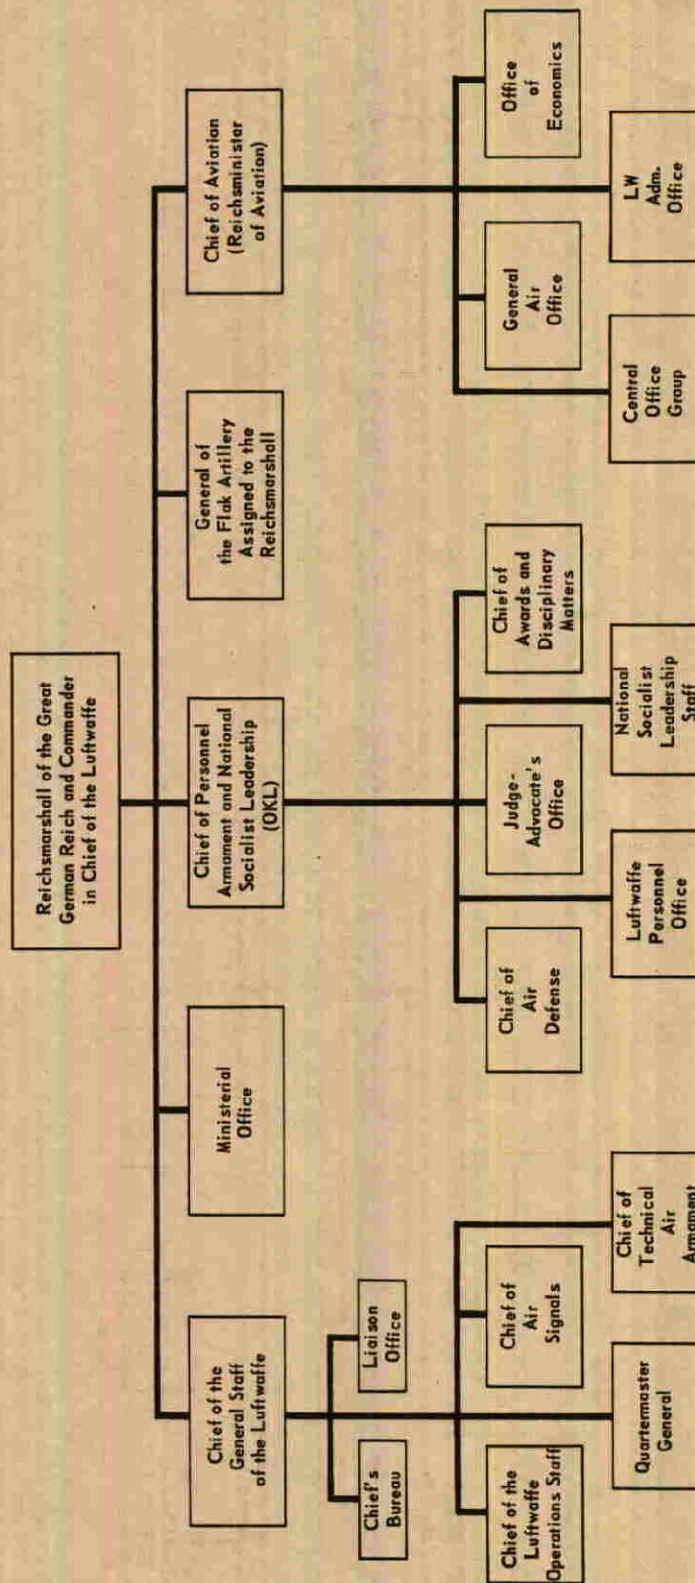 Reichsmarshall of the Great
German Reich and Commander
in Chief of the Luftwaffe
Chief of the
General Staff
of the Luftwaffe
Ministerial
Office
Chief of Personnel
Armament and National
Socialist Leadership
(OKL)
General of
the Flak Artillery
Assigned to the
Reichsmarshall
Chief of Aviation
(Reichsminister
of Aviation)
Chief's
Bureau
Liaison
Office
Chief of the
Luftwaffe
Operations Staff
Chief of
Air
Signals
Chief of
Air
Defense
Judge-
Advocate's
Office
Chief of
Awards and
Disciplinary
Matters
General
Air
Office
Office
of
Economics
Quartermaster
General
Chief of
Technical
Air
Armament
Luftwaffe
Personnel
Office
National
Socialist
Leadership
Staff
Central
Office
Group
LW
Adm.
Office